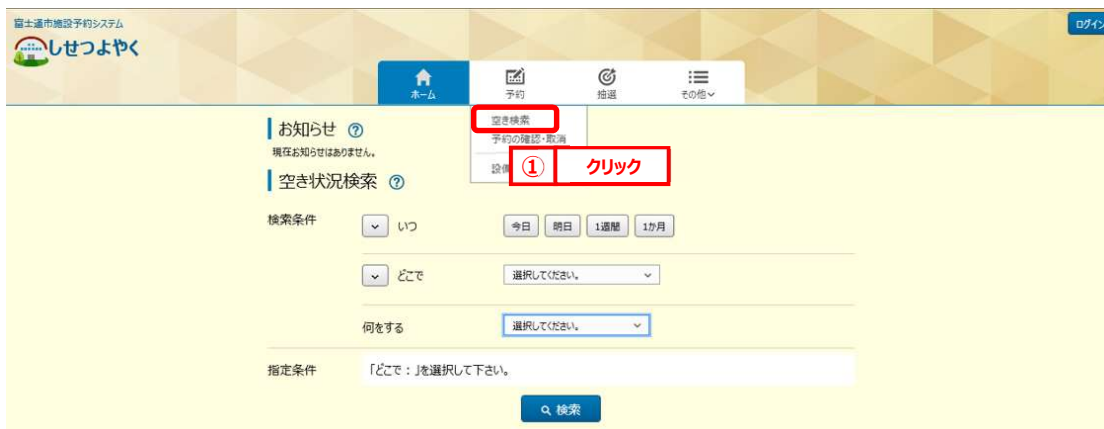 富士通市施設予約システム
しせつよやく
ログイン
ホーム
予約
抽選
その他
お知らせ ?
現在お知らせはありません。
空き検索
予約の確認・取消
設備
① クリック
空き状況検索 ?
検索条件
いつ
今日 明日 1週間 1か月
どこで
選択してください。
何をする
選択してください。
指定条件
「どこで：」を選択して下さい。
検索